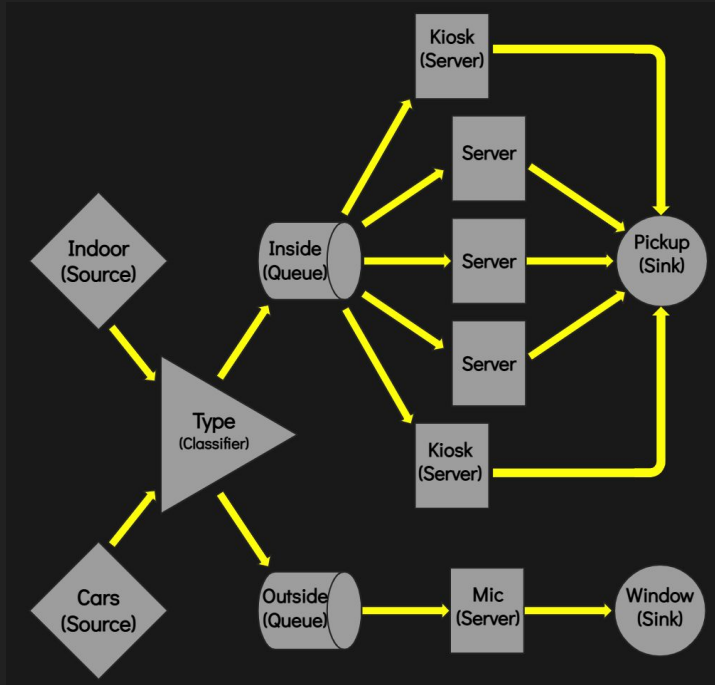 Kiosk
(Server)
Server
Indoor
(Source)
Inside
(Queue)
Server
Pickup
(Sink)
Server
Type
(Classifier)
Kiosk
(Server)
Cars
(Source)
Outside
(Queue)
Mic
(Server)
Window
(Sink)